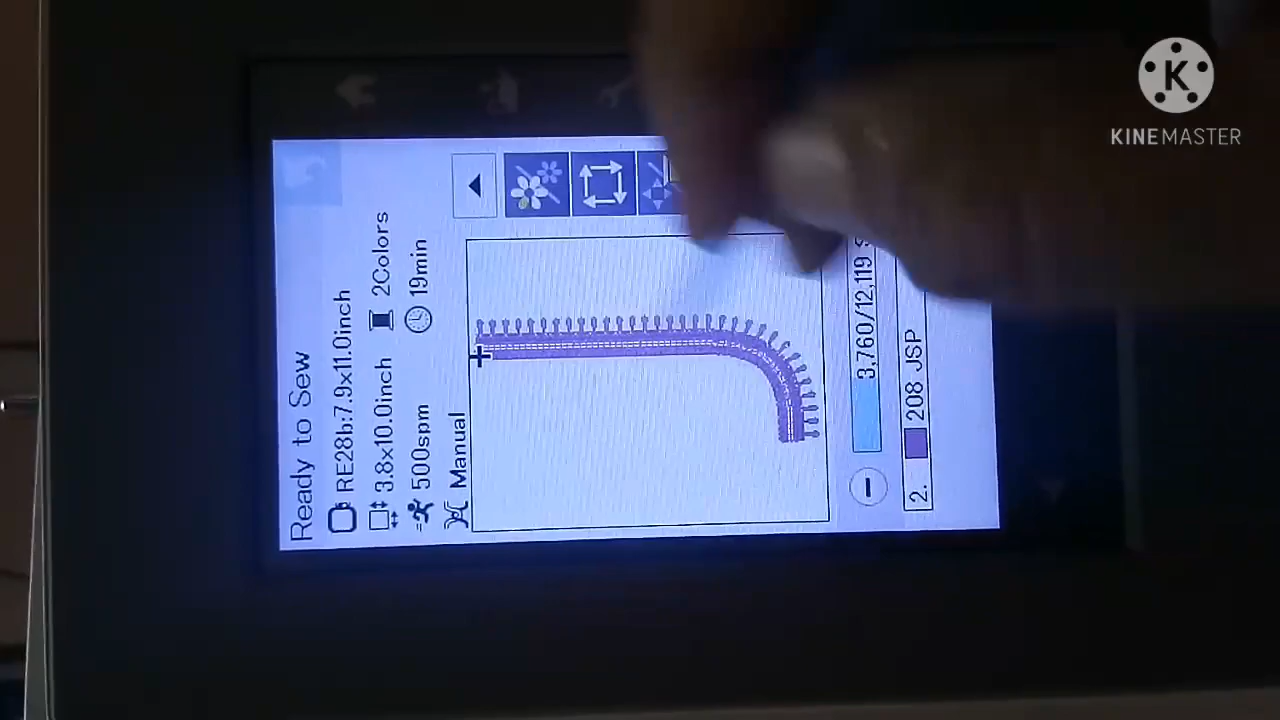 Ready to Sew
RE28b:7.9x11.0inch
3.8x10.0inch 2Colors
500spm 19min
Manual
3,760/12,119
2. 208 JSP
K
KINEMASTER